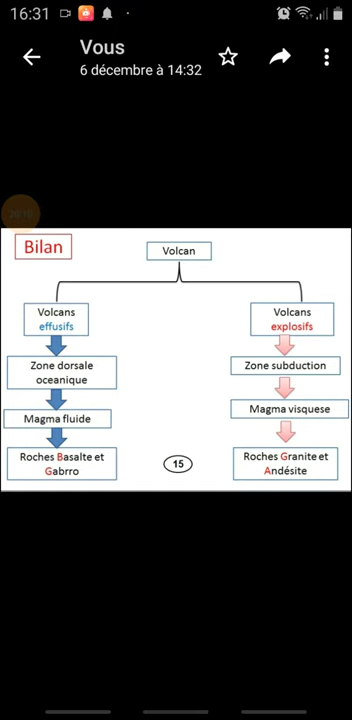 16:31
Vous
6 décembre à 14:32
Bilan
Volcan
Volcans
effusifs
Volcans
explosifs
Zone dorsale
oceanique
Zone subduction
Magma fluide
Magma visquese
Roches Basalte et
Gabrro
15
Roches Granite et
Andésite